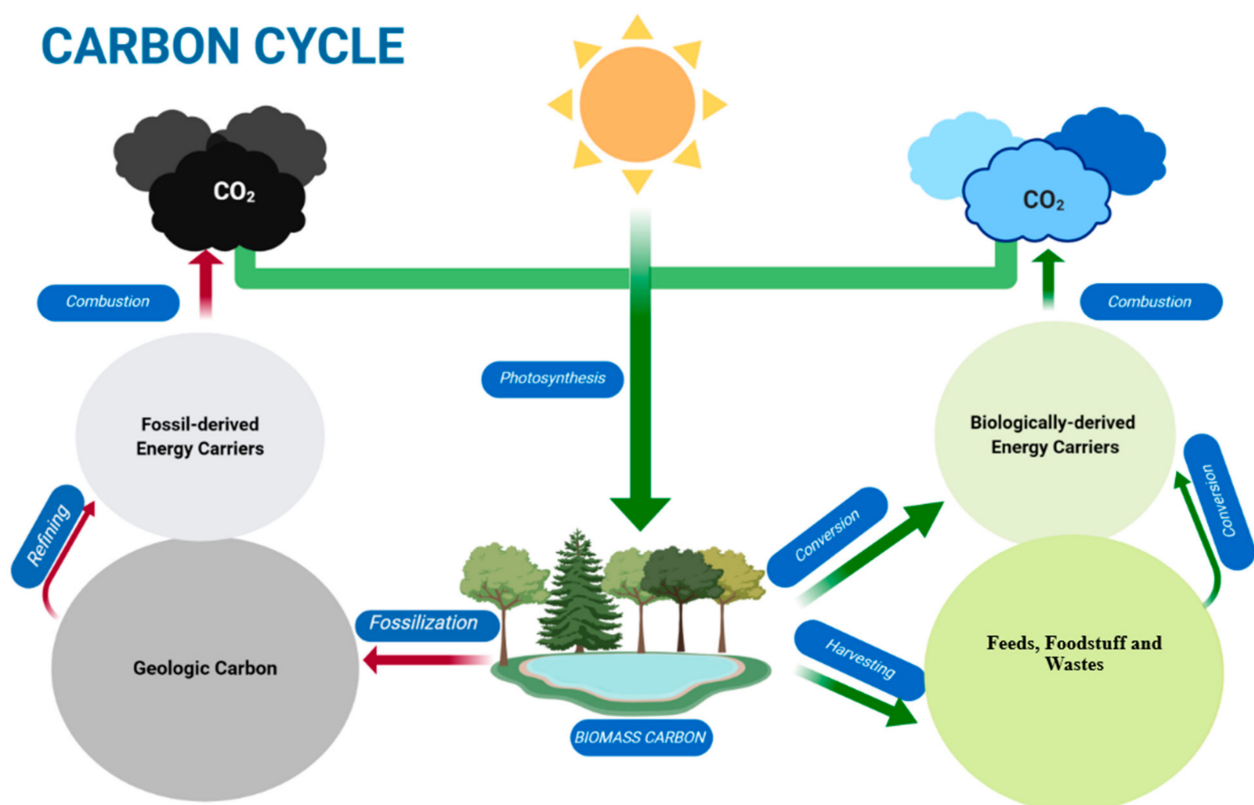 CARBON CYCLE
CO₂
CO₂
Combustion
Combustion
Photosynthesis
Fossil-derived
Energy Carriers
Biologically-derived
Energy Carriers
Refining
Conversion
Conversion
Fossilization
Harvesting
Geologic Carbon
Feeds, Foodstuff and
Wastes
BIOMASS CARBON